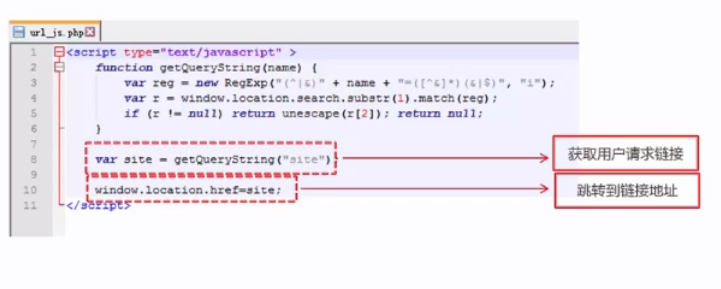 url_js.php
1 <script type="text/javascript" >
2 function getQueryString(name) {
3 var reg = new RegExp("(^|&)" + name + "=([^&]*)(&|$)", "i");
4 var r = window.location.search.substr(1).match(reg);
5 if (r != null) return unescape(r[2]); return null;
6 }
7
8 var site = getQueryString("site")
获取用户请求链接
9
10 window.location.href=site;
跳转到链接地址
11 </script>